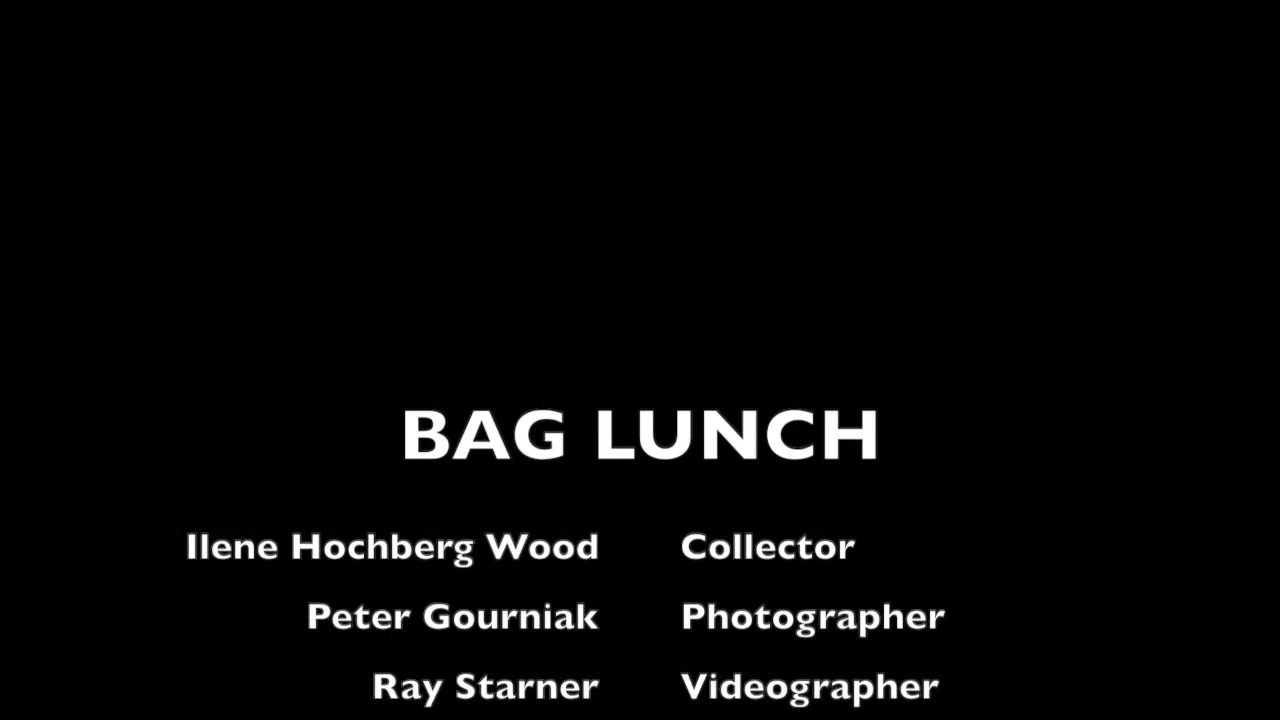 BAG LUNCH
Ilene Hochberg Wood Collector
Peter Gourniak Photographer
Ray Starner Videographer